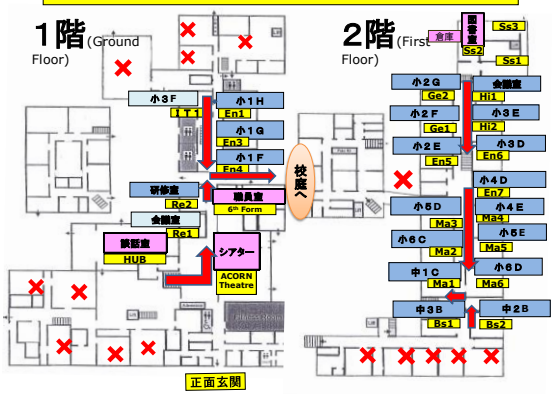 1階(Ground Floor)
小3F
I T 1
小1H
En1
小1G
En3
小1F
En4
校庭へ
研修室
Re2
職員室
6th Form
会議室
Re1
談話室
HUB
シアター
ACORN Theatre
正面玄関
2階(First Floor)
図書室
倉庫
Ss3
Ss2
Ss1
小2G
Ge2
会議室
Hi1
小2F
Ge1
小3E
Hi2
小2E
En5
小3D
En6
小4D
En7
小5D
Ma3
小4E
Ma4
小6C
Ma2
小5E
Ma5
中1C
Ma1
小6D
Ma6
中3B
Bs1
中2B
Bs2